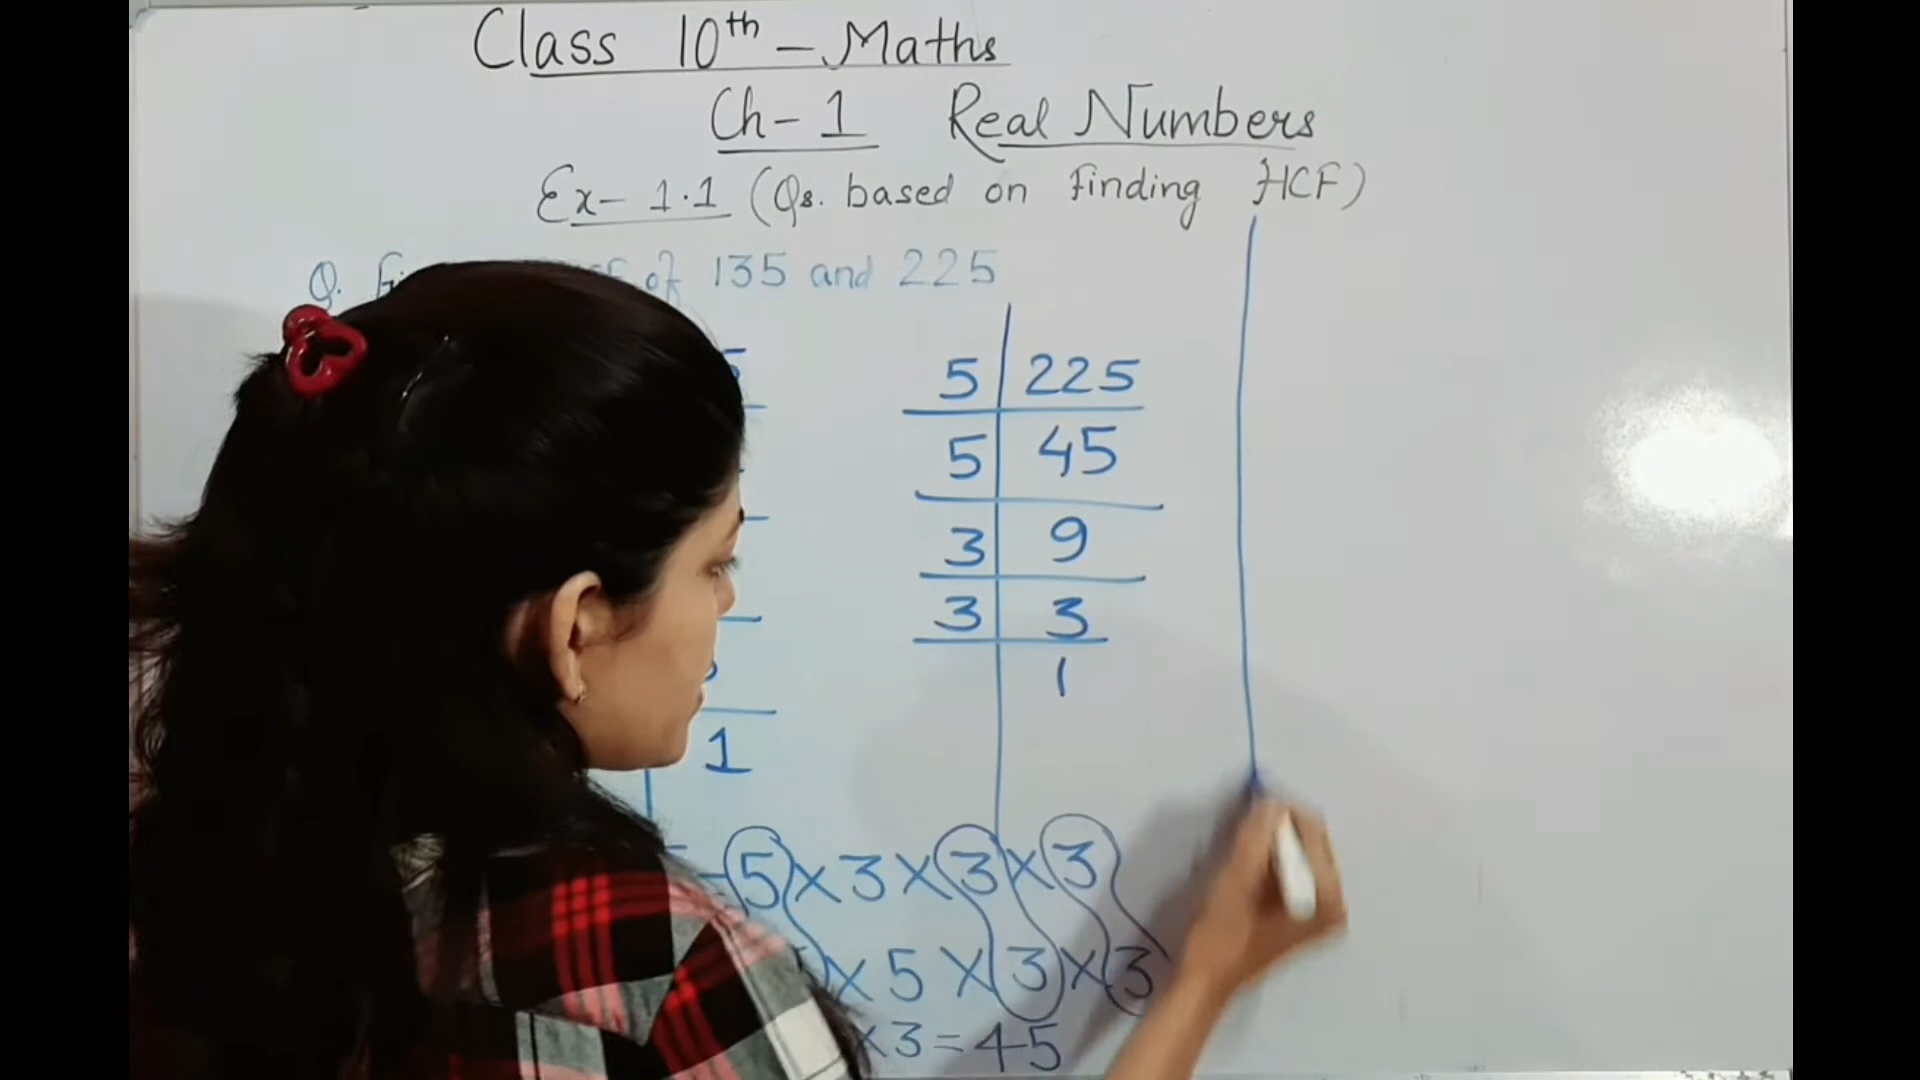 Class 10th - Maths
Ch- 1 Real Numbers
Ex- 1.1 (Qs. based on finding HCF)
Q. of 135 and 225
5 225
5 45
3 9
3 3
1
1
5 × 3 × 3 × 3
× 5 × 3 × 3
× 3 = 45